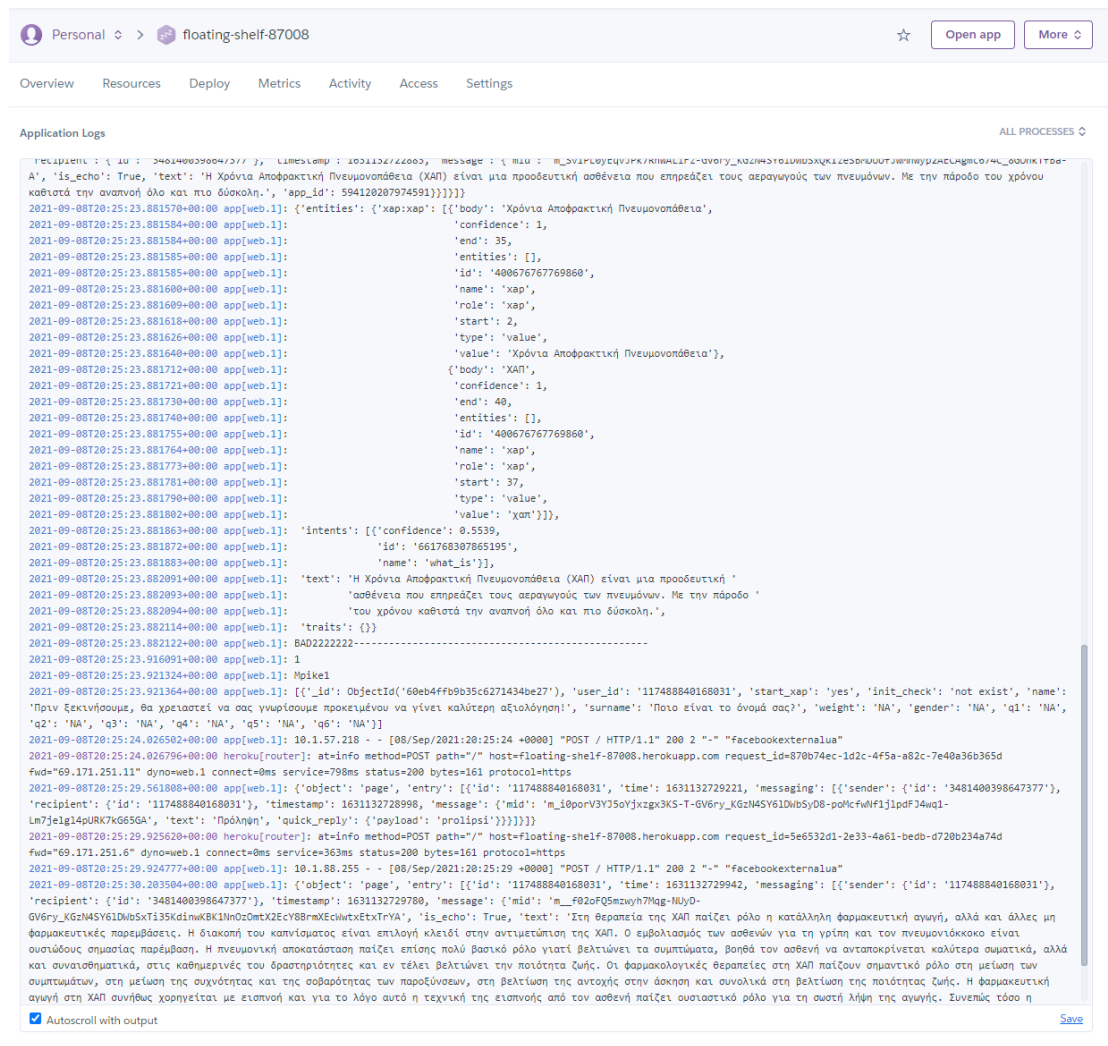 Personal > floating-shelf-87008 Open app More
Overview Resources Deploy Metrics Activity Access Settings
Application Logs ALL PROCESSES
A', 'is_echo': True, 'text': 'Η Χρόνια Αποφρακτική Πνευμονοπάθεια (ΧΑΠ) είναι μια προοδευτική ασθένεια που επηρεάζει τους αεραγωγούς των πνευμόνων. Με την πάροδο του χρόνου
καθιστά την αναπνοή όλο και πιο δύσκολη.', 'app_id': 594120207974591}}]}]}
2021-09-08T20:25:23.881570+00:00 app[web.1]: {'entities': {'xap:xap': [{'body': 'Χρόνια Αποφρακτική Πνευμονοπάθεια',
2021-09-08T20:25:23.881584+00:00 app[web.1]: 'confidence': 1,
2021-09-08T20:25:23.881584+00:00 app[web.1]: 'end': 35,
2021-09-08T20:25:23.881585+00:00 app[web.1]: 'entities': [],
2021-09-08T20:25:23.881585+00:00 app[web.1]: 'id': '400676767769860',
2021-09-08T20:25:23.881600+00:00 app[web.1]: 'name': 'xap',
2021-09-08T20:25:23.881609+00:00 app[web.1]: 'role': 'xap',
2021-09-08T20:25:23.881618+00:00 app[web.1]: 'start': 2,
2021-09-08T20:25:23.881626+00:00 app[web.1]: 'type': 'value',
2021-09-08T20:25:23.881640+00:00 app[web.1]: 'value': 'Χρόνια Αποφρακτική Πνευμονοπάθεια'},
2021-09-08T20:25:23.881712+00:00 app[web.1]: {'body': 'ΧΑΠ',
2021-09-08T20:25:23.881721+00:00 app[web.1]: 'confidence': 1,
2021-09-08T20:25:23.881730+00:00 app[web.1]: 'end': 40,
2021-09-08T20:25:23.881740+00:00 app[web.1]: 'entities': [],
2021-09-08T20:25:23.881755+00:00 app[web.1]: 'id': '400676767769860',
2021-09-08T20:25:23.881764+00:00 app[web.1]: 'name': 'xap',
2021-09-08T20:25:23.881773+00:00 app[web.1]: 'role': 'xap',
2021-09-08T20:25:23.881781+00:00 app[web.1]: 'start': 37,
2021-09-08T20:25:23.881790+00:00 app[web.1]: 'type': 'value',
2021-09-08T20:25:23.881802+00:00 app[web.1]: 'value': 'χαπ'}]},
2021-09-08T20:25:23.881863+00:00 app[web.1]: 'intents': [{'confidence': 0.5539,
2021-09-08T20:25:23.881872+00:00 app[web.1]: 'id': '661768307865195',
2021-09-08T20:25:23.881883+00:00 app[web.1]: 'name': 'what_is'}],
2021-09-08T20:25:23.882091+00:00 app[web.1]: 'text': 'Η Χρόνια Αποφρακτική Πνευμονοπάθεια (ΧΑΠ) είναι μια προοδευτική '
2021-09-08T20:25:23.882093+00:00 app[web.1]: 'ασθένεια που επηρεάζει τους αεραγωγούς των πνευμόνων. Με την πάροδο '
2021-09-08T20:25:23.882094+00:00 app[web.1]: 'του χρόνου καθιστά την αναπνοή όλο και πιο δύσκολη.',
2021-09-08T20:25:23.882114+00:00 app[web.1]: 'traits': {}}
2021-09-08T20:25:23.882122+00:00 app[web.1]: BAD2222222-------------------------------------------------
2021-09-08T20:25:23.916091+00:00 app[web.1]: 1
2021-09-08T20:25:23.921324+00:00 app[web.1]: Mpike1
2021-09-08T20:25:23.921364+00:00 app[web.1]: [{'_id': ObjectId('60eb4ffb9b35c6271434be27'), 'user_id': '117488840168031', 'start_xap': 'yes', 'init_check': 'not exist', 'name':
'Πριν ξεκινήσουμε, θα χρειαστεί να σας γνωρίσουμε προκειμένου να γίνει καλύτερη αξιολόγηση!', 'surname': 'Ποιο είναι το όνομά σας?', 'weight': 'NA', 'gender': 'NA', 'q1': 'NA',
'q2': 'NA', 'q3': 'NA', 'q4': 'NA', 'q5': 'NA', 'q6': 'NA'}]
2021-09-08T20:25:24.026502+00:00 app[web.1]: 10.1.57.218 - - [08/Sep/2021:20:25:24 +0000] "POST / HTTP/1.1" 200 2 "-" "facebookexternalua"
2021-09-08T20:25:24.026796+00:00 heroku[router]: at=info method=POST path="/" host=floating-shelf-87008.herokuapp.com request_id=870b74ec-1d2c-4f5a-a82c-7e40a36b365d
fwd="69.171.251.11" dyno=web.1 connect=0ms service=798ms status=200 bytes=161 protocol=https
2021-09-08T20:25:29.561808+00:00 app[web.1]: {'object': 'page', 'entry': [{'id': '117488840168031', 'time': 1631132729221, 'messaging': [{'sender': {'id': '3481400398647377'},
'recipient': {'id': '117488840168031'}, 'timestamp': 1631132728998, 'message': {'mid': 'm_i0porV3YJ5oYjxzgx3KS-T-GV6ry_KGzN4SY6lDWbSyD8-poMcfwNf1jlpdFJ4wq1-
Lm7jelgl4pURK7kG65GA', 'text': 'Πρόληψη', 'quick_reply': {'payload': 'prolipsi'}}}]}]}
2021-09-08T20:25:29.925620+00:00 heroku[router]: at=info method=POST path="/" host=floating-shelf-87008.herokuapp.com request_id=5e6532d1-2e33-4a61-bedb-d720b234a74d
fwd="69.171.251.6" dyno=web.1 connect=0ms service=363ms status=200 bytes=161 protocol=https
2021-09-08T20:25:29.924777+00:00 app[web.1]: 10.1.88.255 - - [08/Sep/2021:20:25:29 +0000] "POST / HTTP/1.1" 200 2 "-" "facebookexternalua"
2021-09-08T20:25:30.203504+00:00 app[web.1]: {'object': 'page', 'entry': [{'id': '117488840168031', 'time': 1631132729942, 'messaging': [{'sender': {'id': '117488840168031'},
'recipient': {'id': '3481400398647377'}, 'timestamp': 1631132729780, 'message': {'mid': 'm__f02oFQ5mzwyh7Mqg-NUyD-
GV6ry_KGzN4SY6lDWbSxTi35KdinwKBK1NnOzOmtX2EcY8BrmXEcWwtxEtxTrYA', 'is_echo': True, 'text': 'Στη θεραπεία της ΧΑΠ παίζει ρόλο η κατάλληλη φαρμακευτική αγωγή, αλλά και άλλες μη
φαρμακευτικές παρεμβάσεις. Η διακοπή του καπνίσματος είναι επιλογή κλειδί στην αντιμετώπιση της ΧΑΠ. Ο εμβολιασμός των ασθενών για τη γρίπη και τον πνευμονιόκκοκο είναι
ουσιώδους σημασίας παρέμβαση. Η πνευμονική αποκατάσταση παίζει επίσης πολύ βασικό ρόλο γιατί βελτιώνει τα συμπτώματα, βοηθά τον ασθενή να ανταποκρίνεται καλύτερα σωματικά, αλλά
και συναισθηματικά, στις καθημερινές του δραστηριότητες και εν τέλει βελτιώνει την ποιότητα ζωής. Οι φαρμακολογικές θεραπείες στη ΧΑΠ παίζουν σημαντικό ρόλο στη μείωση των
συμπτωμάτων, στη μείωση της συχνότητας και της σοβαρότητας των παροξύνσεων, στη βελτίωση της αντοχής στην άσκηση και συνολικά στη βελτίωση της ποιότητας ζωής. Η φαρμακευτική
αγωγή στη ΧΑΠ συνήθως χορηγείται με εισπνοή και για το λόγο αυτό η τεχνική της εισπνοής από τον ασθενή παίζει ουσιαστικό ρόλο για τη σωστή λήψη της αγωγής. Συνεπώς τόσο η
Autoscroll with output Save